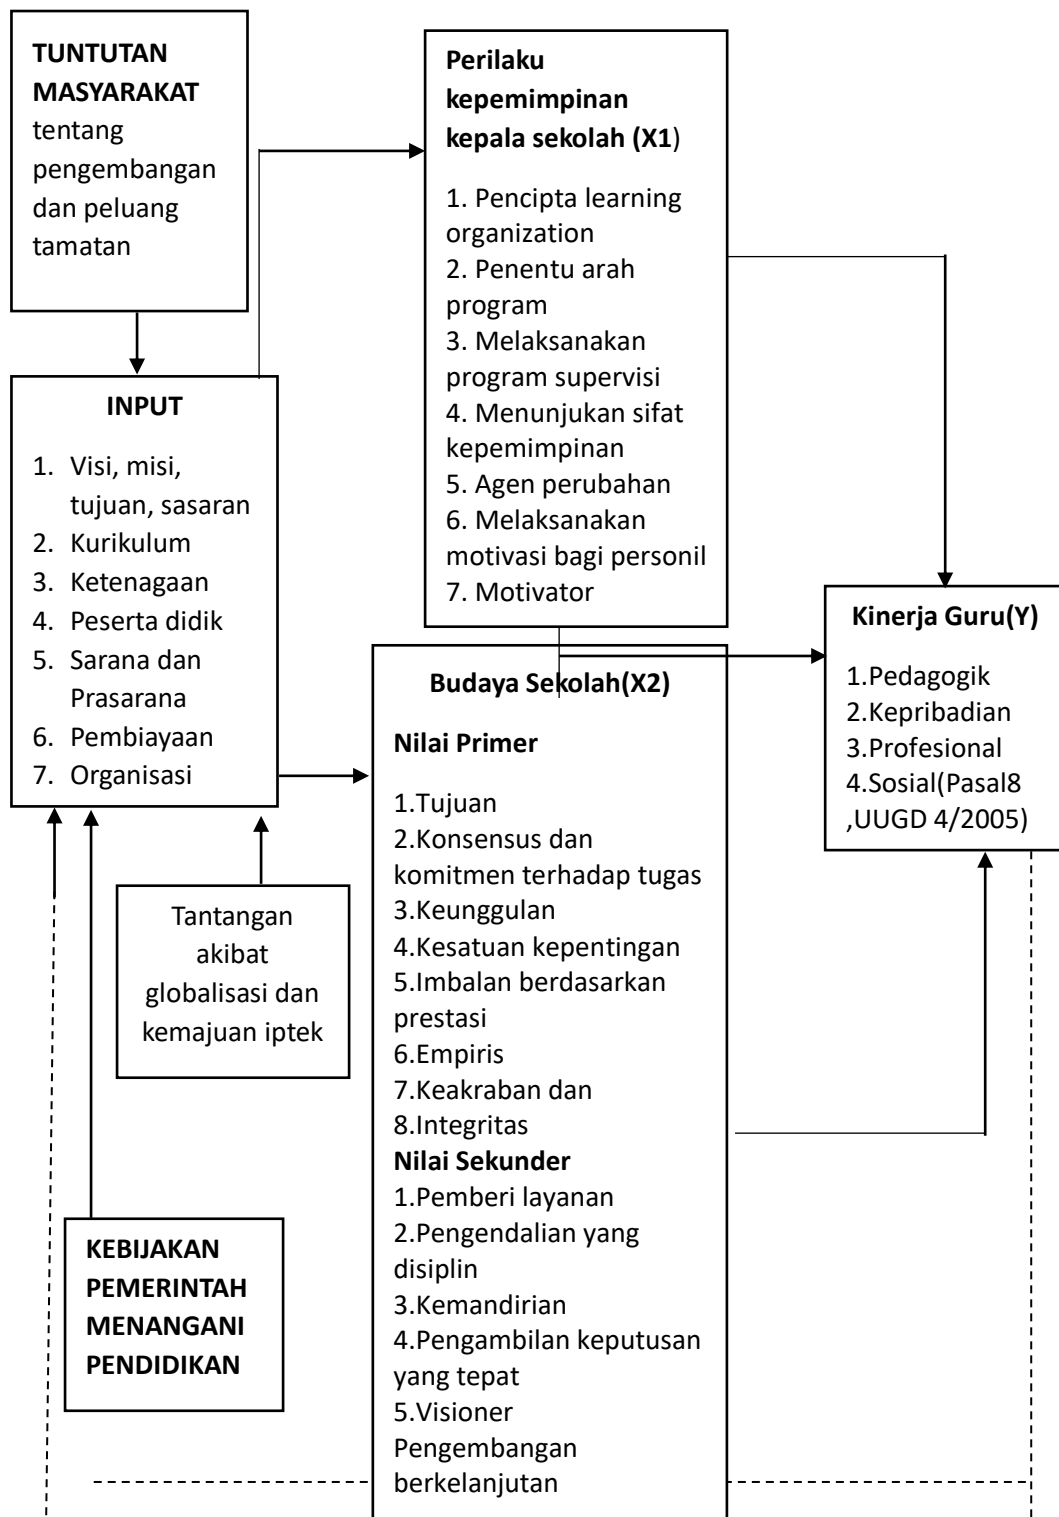 TUNTUTAN
MASYARAKAT
tentang
pengembangan
dan peluang
tamatan
Perilaku
kepemimpinan
kepala sekolah (X1)
1. Pencipta learning
organization
2. Penentu arah
program
3. Melaksanakan
program supervisi
4. Menunjukan sifat
kepemimpinan
5. Agen perubahan
6. Melaksanakan
motivasi bagi personil
7. Motivator
INPUT
1. Visi, misi,
tujuan, sasaran
2. Kurikulum
3. Ketenagaan
4. Peserta didik
5. Sarana dan
Prasarana
6. Pembiayaan
7. Organisasi
Kinerja Guru(Y)
1.Pedagogik
2.Kepribadian
3.Profesional
4.Sosial(Pasal8
,UUGD 4/2005)
Budaya Sekolah(X2)
Nilai Primer
1.Tujuan
2.Konsensus dan
komitmen terhadap tugas
3.Keunggulan
4.Kesatuan kepentingan
5.Imbalan berdasarkan
prestasi
6.Empiris
7.Keakraban dan
8.Integritas
Nilai Sekunder
1.Pemberi layanan
2.Pengendalian yang
disiplin
3.Kemandirian
4.Pengambilan keputusan
yang tepat
5.Visioner
Pengembangan
berkelanjutan
Tantangan
akibat
globalisasi dan
kemajuan iptek
KEBIJAKAN
PEMERINTAH
MENANGANI
PENDIDIKAN